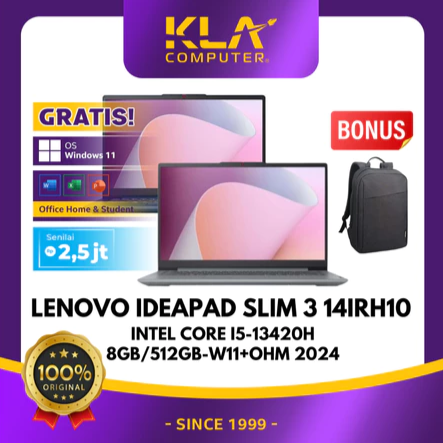 KLA
COMPUTER®
GRATIS!
OS
Windows 11
Office Home & Student
Senilai
Rp 2,5 jt
BONUS
LENOVO IDEAPAD SLIM 3 14IRH10
INTEL CORE I5-13420H
8GB/512GB-W11+OHM 2024
100%
ORIGINAL
- SINCE 1999 -